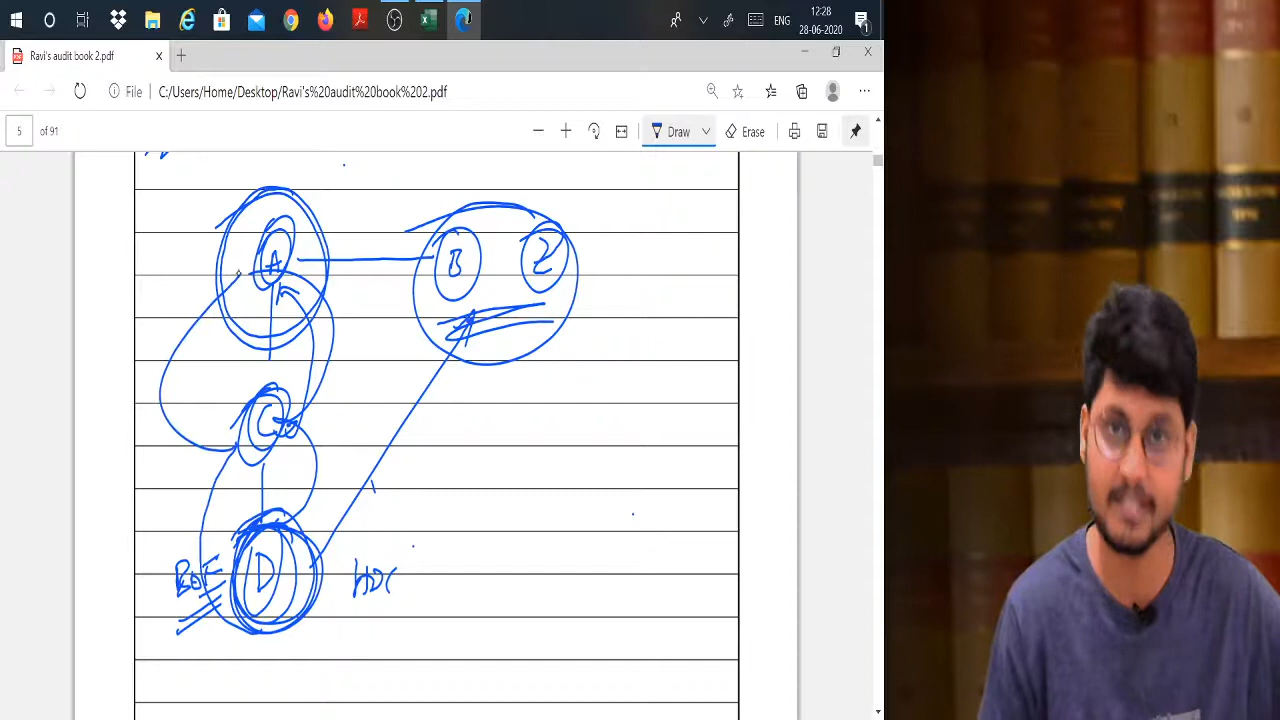 ENG
12:28
28-06-2020
1
Ravi's audit book 2.pdf
File
C:/Users/Home/Desktop/Ravi's%20audit%20book%202.pdf
5 of 91
Draw
Erase
A
B
Z
C
D